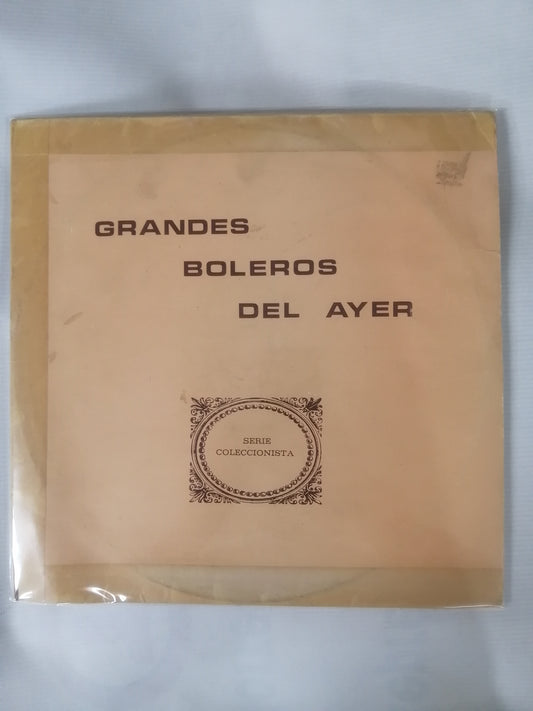 GRANDES
BOLEROS
DEL AYER
SERIE
COLECCIONISTA